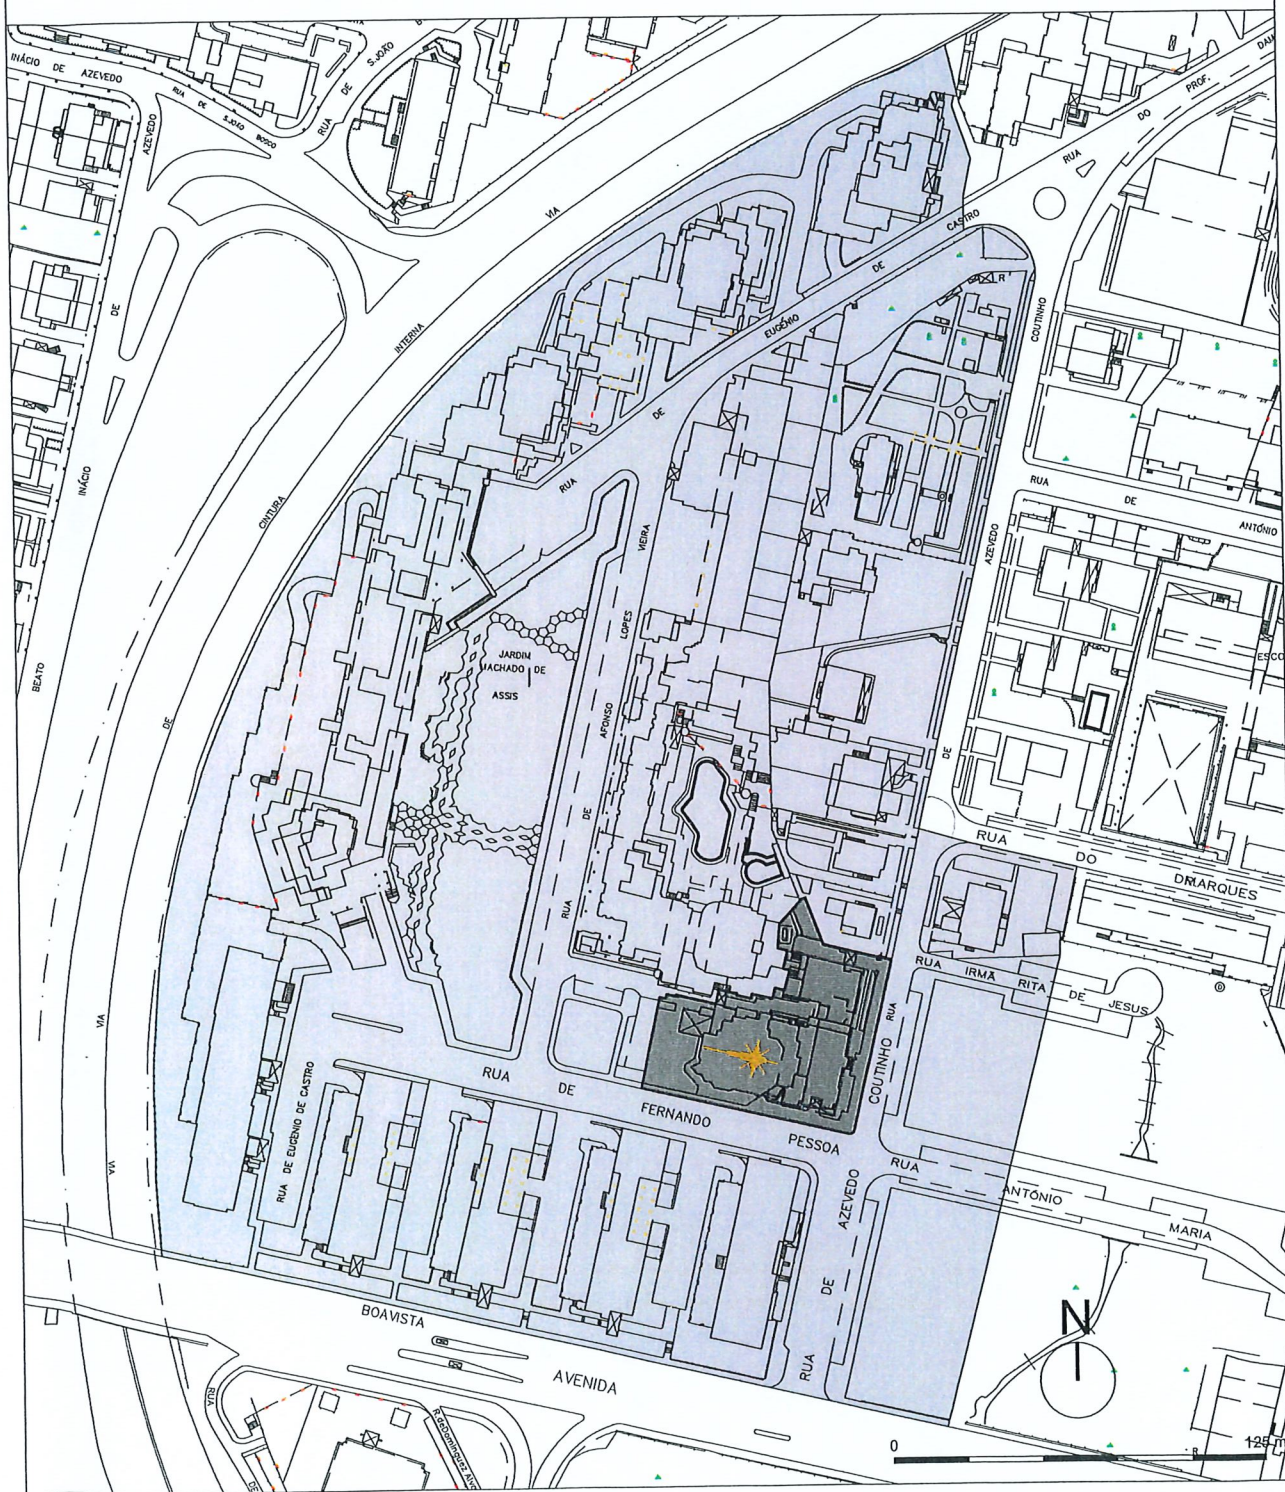 INÁCIO DE AZEVEDO
RUA DE S.JOÃO BOSCO
RUA DE S.JOÃO
AZEVEDO
DE
INÁCIO
BEATO
VIA
INTERNA
CINTURA
DE
VIA
VIA
RUA DO PROF.
CASTRO
DE
EUGÉNIO
DE
RUA
R
COUTINHO
AZEVEDO
DE
RUA DE ANTÓNIO
VIEIRA
LOPES
AFONSO
DE
RUA
JARDIM
MACHADO DE
ASSIS
RUA DO
MARQUES
RUA IRMÃ RITA DE JESUS
RUA
COUTINHO
AZEVEDO
DE
RUA
RUA DE FERNANDO PESSOA
RUA ANTÓNIO MARIA
RUA DE EUGÉNIO DE CASTRO
BOAVISTA
AVENIDA
RUA
DE
N
0
125 m
R